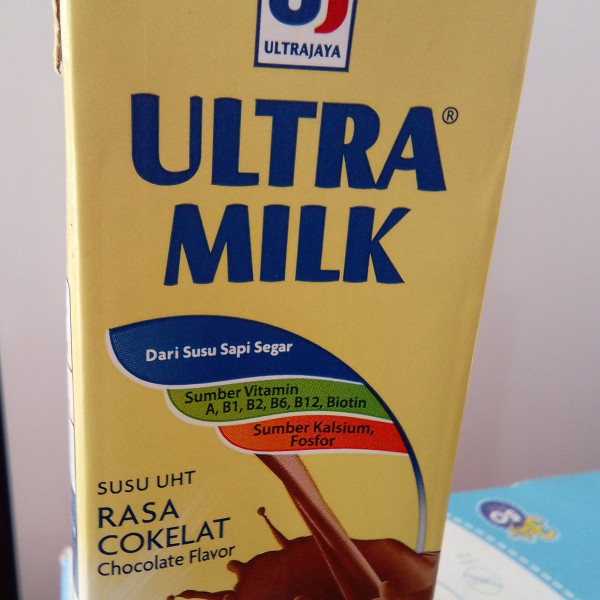 ULTRAJAYA
ULTRA®
MILK
Dari Susu Sapi Segar
Sumber Vitamin
A, B1, B2, B6, B12, Biotin
Sumber Kalsium,
Fosfor
SUSU UHT
RASA
COKELAT
Chocolate Flavor